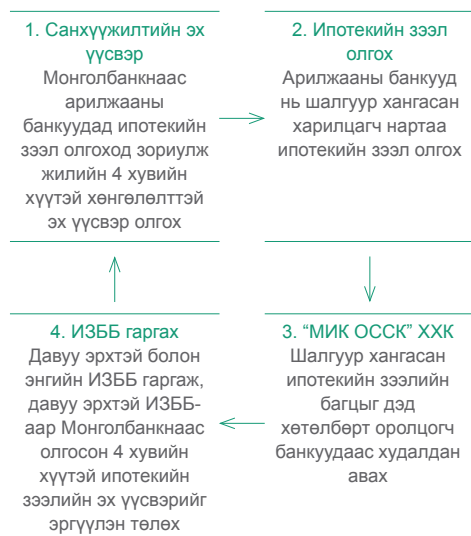 1. Санхүүжилтийн эх
үүсвэр
Монголбанкнаас
арилжааны
банкуудад ипотекийн
зээл олгоход зориулж
жилийн 4 хувийн
хүүтэй хөнгөлөлттэй
эх үүсвэр олгох
2. Ипотекийн зээл
олгох
Арилжааны банкууд
нь шалгуур хангасан
харилцагч нартаа
ипотекийн зээл олгох
3. “МИК ОССК” ХХК
Шалгуур хангасан
ипотекийн зээлийн
багцыг дэд
хөтөлбөрт оролцогч
банкуудаас худалдан
авах
4. ИЗББ гаргах
Давуу эрхтэй болон
энгийн ИЗББ гаргаж,
давуу эрхтэй ИЗББ-
аар Монголбанкнаас
олгосон 4 хувийн
хүүтэй ипотекийн
зээлийн эх үүсвэрийг
эргүүлэн төлөх